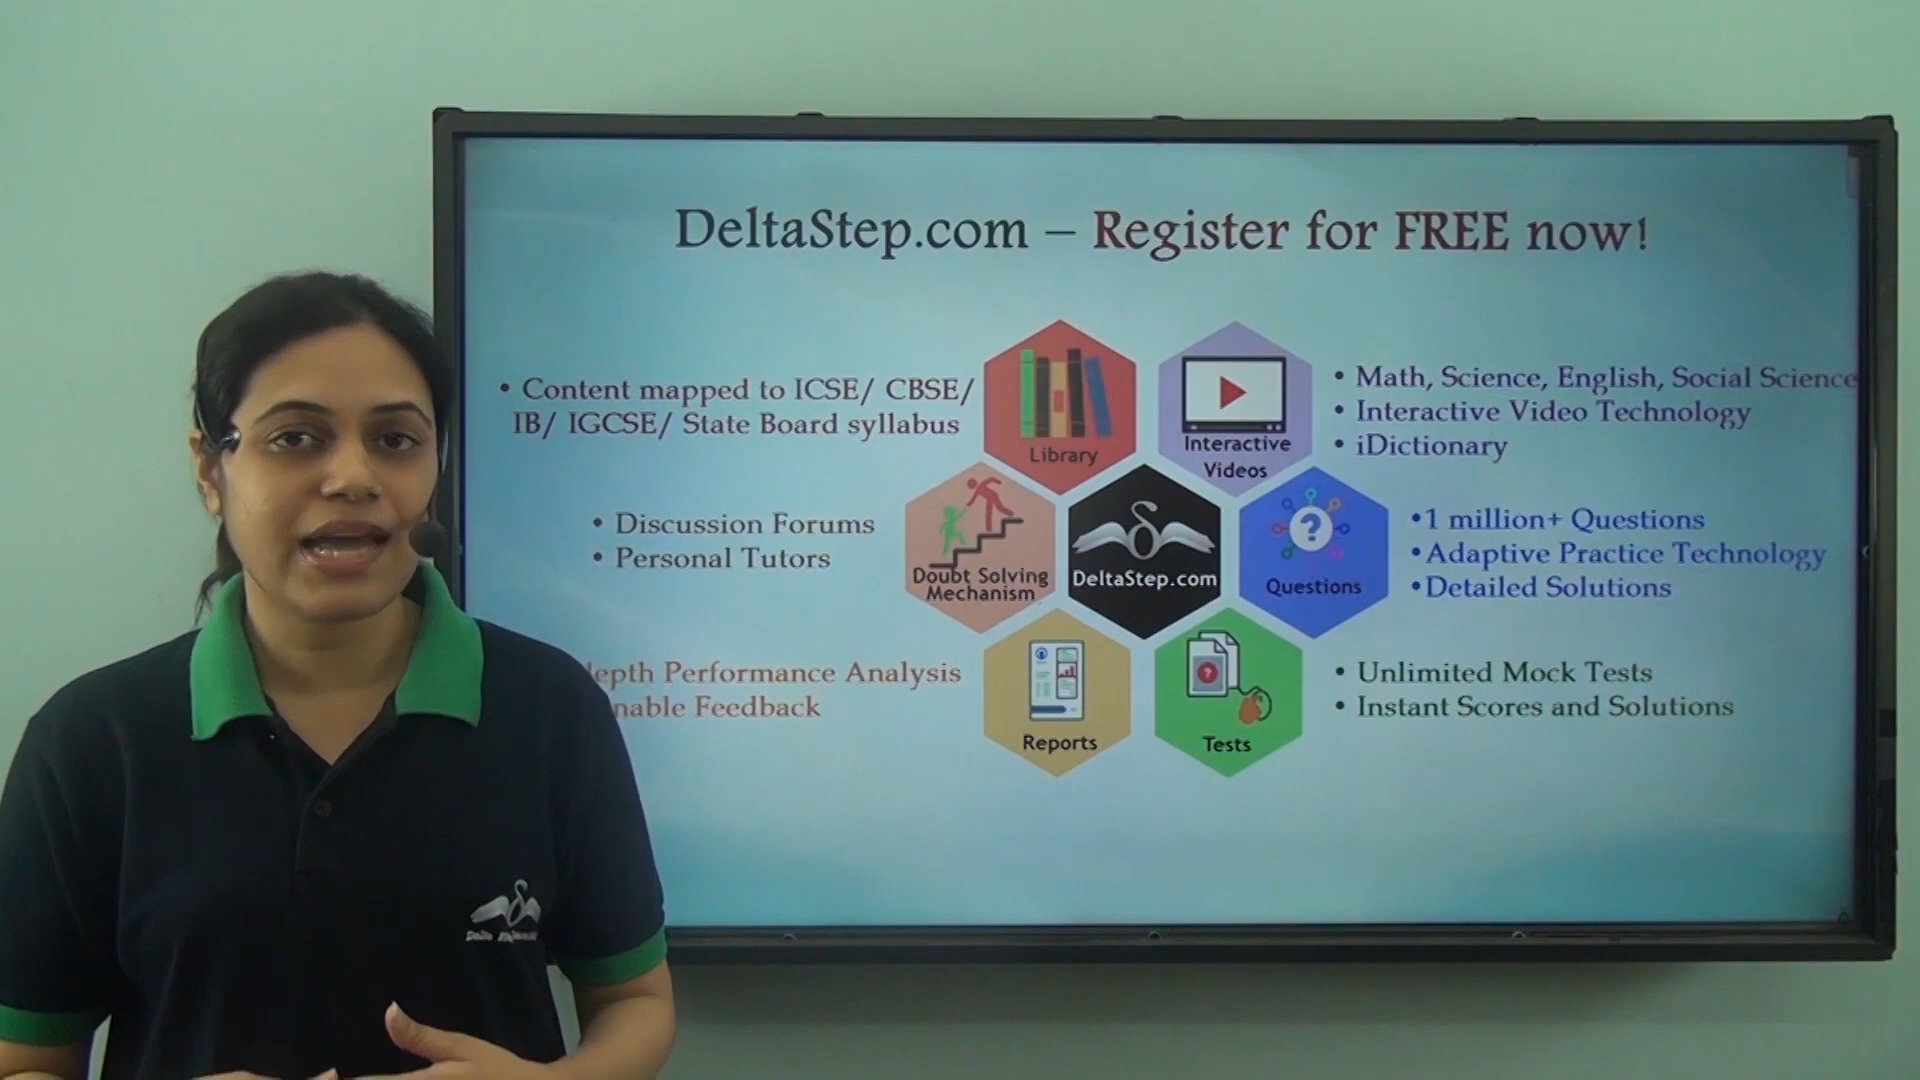 DeltaStep.com – Register for FREE now!
• Content mapped to ICSE/ CBSE/
IB/ IGCSE/ State Board syllabus
Library
Interactive
Videos
• Math, Science, English, Social Science
• Interactive Video Technology
• iDictionary
• Discussion Forums
• Personal Tutors
Doubt Solving
Mechanism
DeltaStep.com
Questions
•1 million+ Questions
•Adaptive Practice Technology
•Detailed Solutions
depth Performance Analysis
nable Feedback
Reports
Tests
• Unlimited Mock Tests
• Instant Scores and Solutions
Delta